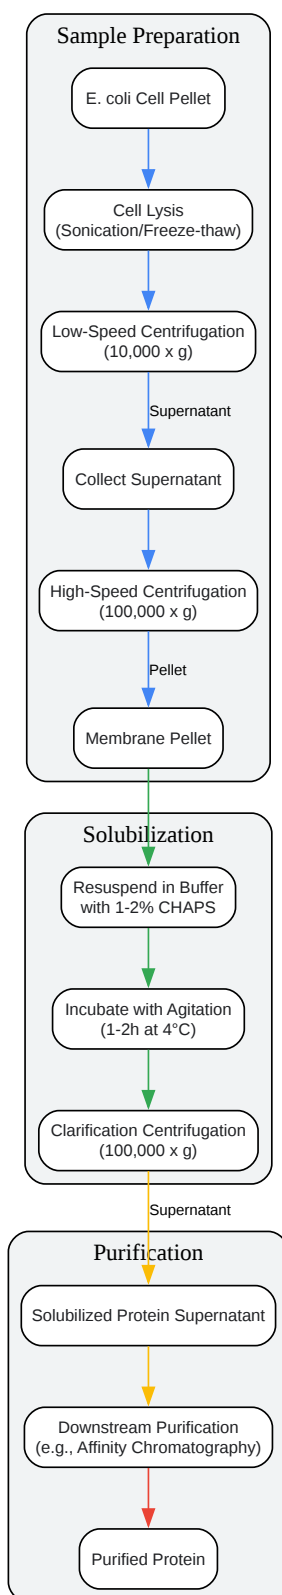 Sample Preparation
E. coli Cell Pellet
Cell Lysis
(Sonication/Freeze-thaw)
Low-Speed Centrifugation
(10,000 x g)
Supernatant
Collect Supernatant
High-Speed Centrifugation
(100,000 x g)
Pellet
Membrane Pellet
Solubilization
Resuspend in Buffer
with 1-2% CHAPS
Incubate with Agitation
(1-2h at 4°C)
Clarification Centrifugation
(100,000 x g)
Supernatant
Purification
Solubilized Protein Supernatant
Downstream Purification
(e.g., Affinity Chromatography)
Purified Protein